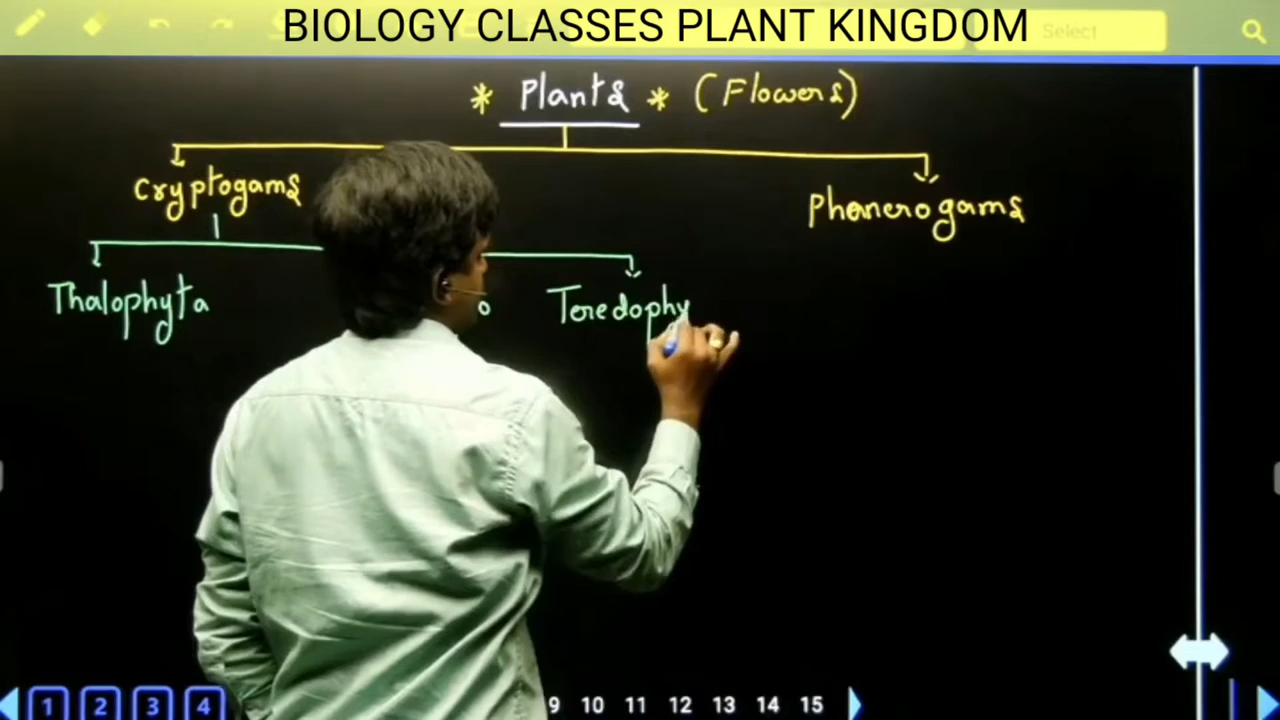 BIOLOGY CLASSES PLANT KINGDOM
Select
* Plants * (Flowers)
Cryptogams
Phanerogams
Thalophyta
Teredophy
1 2 3 4 9 10 11 12 13 14 15